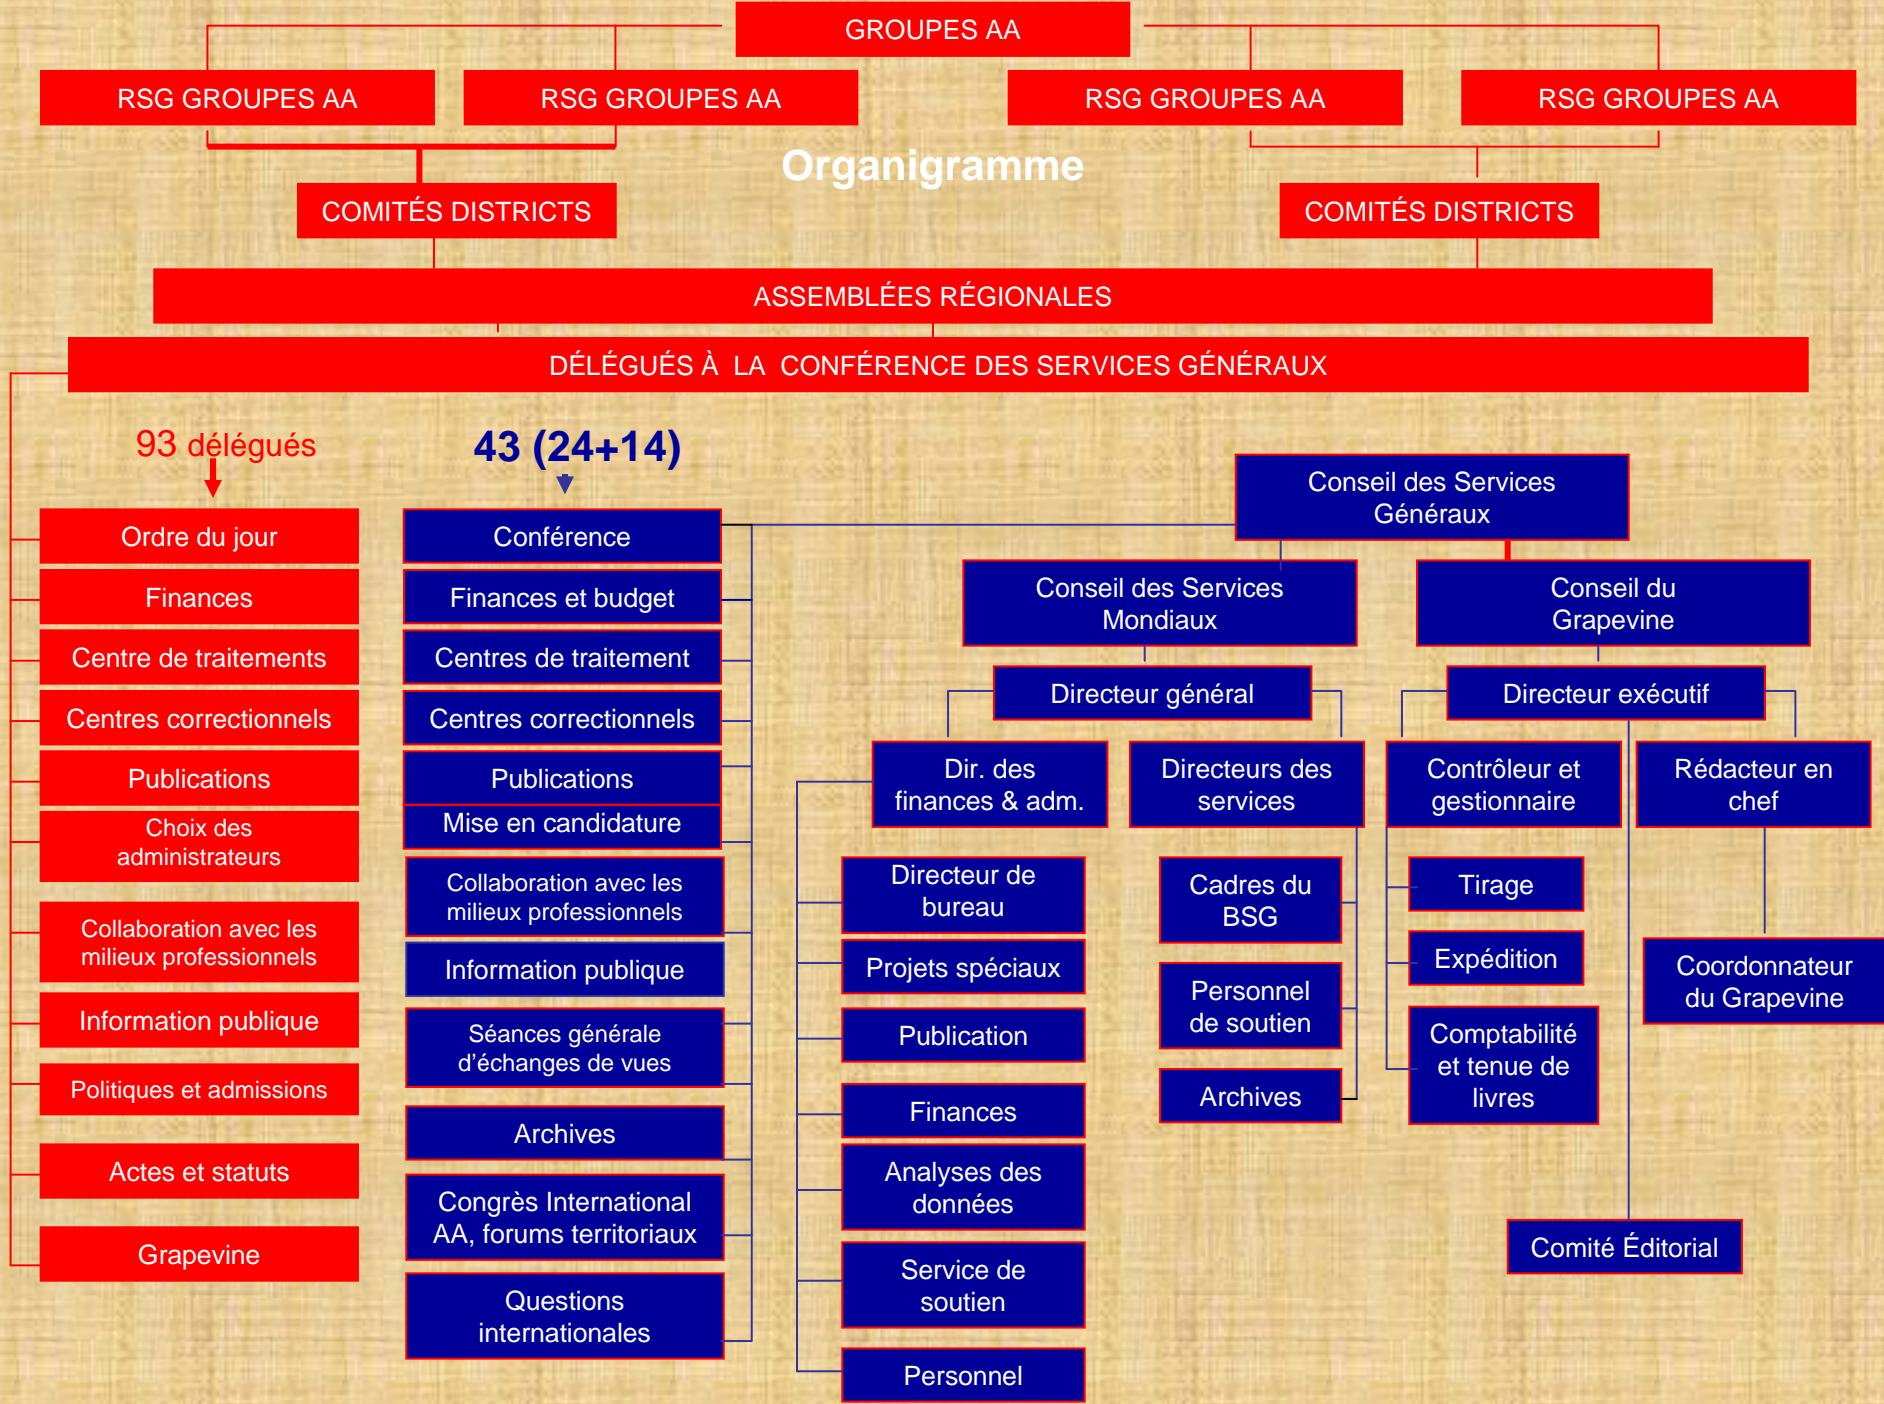 GROUPES AA
RSG GROUPES AA
RSG GROUPES AA
RSG GROUPES AA
RSG GROUPES AA
Organigramme
COMITÉS DISTRICTS
COMITÉS DISTRICTS
ASSEMBLÉES RÉGIONALES
DÉLÉGUÉS À LA CONFÉRENCE DES SERVICES GÉNÉRAUX
93 délégués
Ordre du jour
Finances
Centre de traitements
Centres correctionnels
Publications
Choix des
administrateurs
Collaboration avec les
milieux professionnels
Information publique
Politiques et admissions
Actes et statuts
Grapevine
43 (24+14)
Conférence
Finances et budget
Centres de traitement
Centres correctionnels
Publications
Mise en candidature
Collaboration avec les
milieux professionnels
Information publique
Séances générale
d'échanges de vues
Archives
Congrès International
AA, forums territoriaux
Questions
internationales
Conseil des Services
Généraux
Conseil des Services
Mondiaux
Conseil du
Grapevine
Directeur général
Directeur exécutif
Dir. des
finances & adm.
Directeurs des
services
Contrôleur et
gestionnaire
Rédacteur en
chef
Directeur de
bureau
Projets spéciaux
Publication
Finances
Analyses des
données
Service de
soutien
Personnel
Cadres du
BSG
Personnel
de soutien
Archives
Tirage
Expédition
Comptabilité
et tenue de
livres
Coordonnateur
du Grapevine
Comité Éditorial